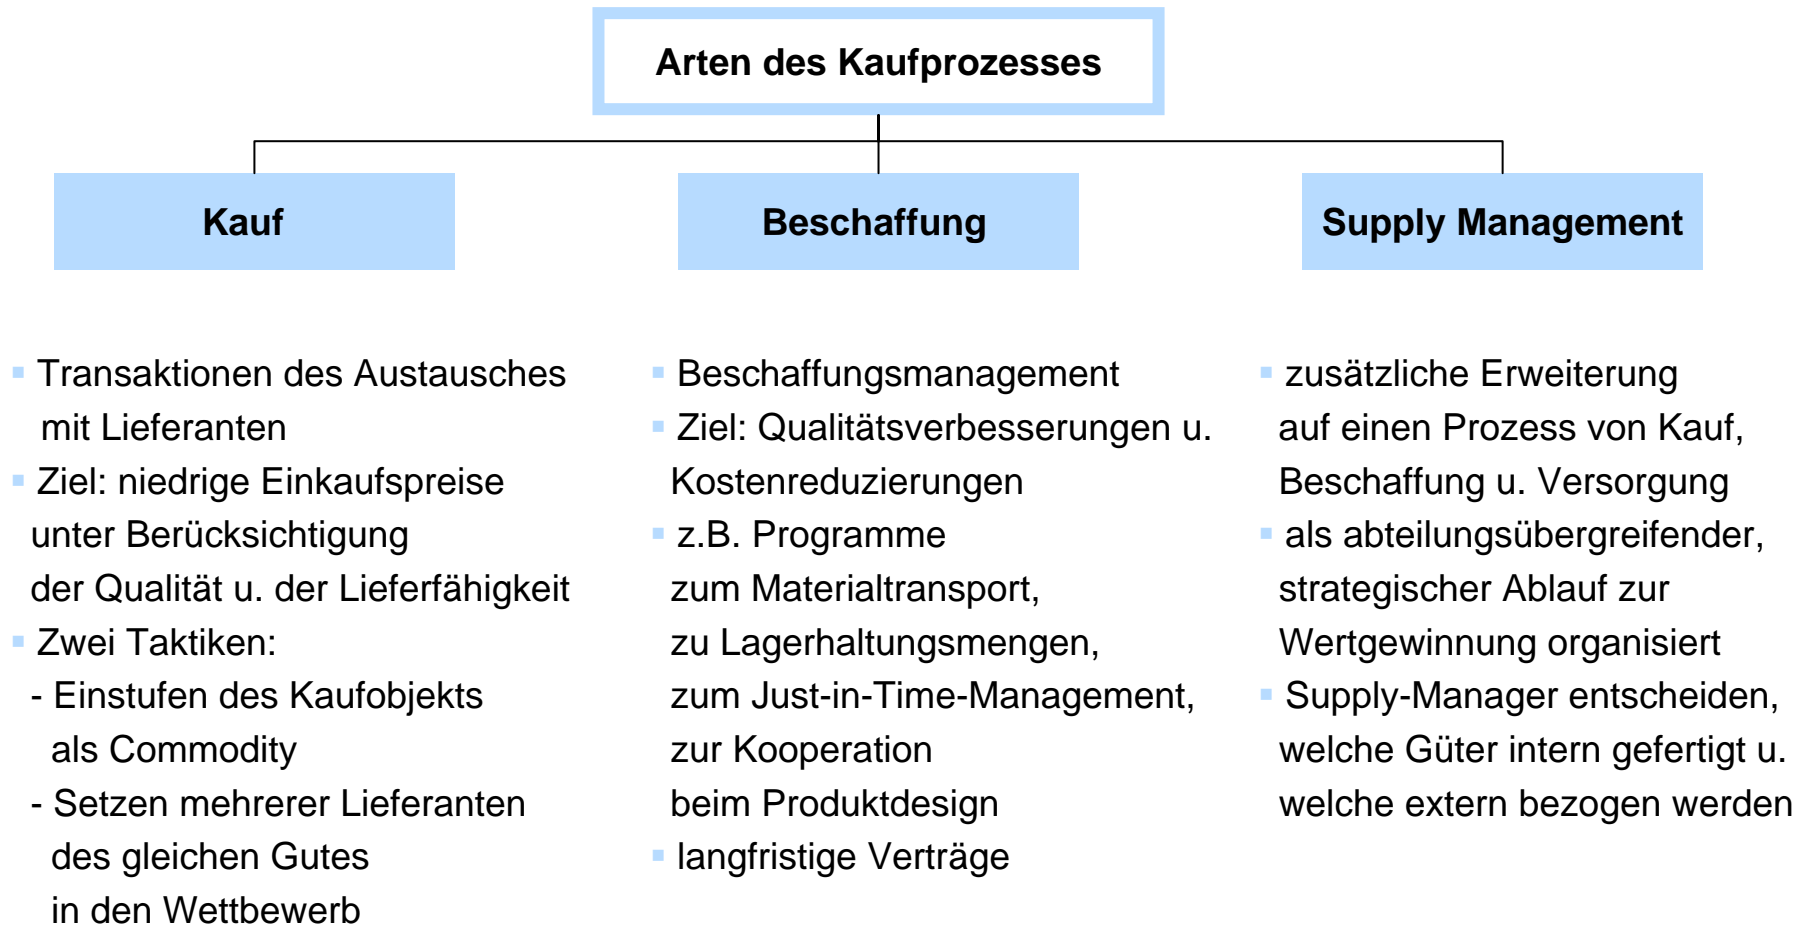 Arten des Kaufprozesses
Kauf
Beschaffung
Supply Management
▪ Transaktionen des Austausches
mit Lieferanten
▪ Ziel: niedrige Einkaufspreise
unter Berücksichtigung
der Qualität u. der Lieferfähigkeit
▪ Zwei Taktiken:
- Einstufen des Kaufobjekts
als Commodity
- Setzen mehrerer Lieferanten
des gleichen Gutes
in den Wettbewerb
▪ Beschaffungsmanagement
▪ Ziel: Qualitätsverbesserungen u.
Kostenreduzierungen
▪ z.B. Programme
zum Materialtransport,
zu Lagerhaltungsmengen,
zum Just-in-Time-Management,
zur Kooperation
beim Produktdesign
▪ langfristige Verträge
▪ zusätzliche Erweiterung
auf einen Prozess von Kauf,
Beschaffung u. Versorgung
▪ als abteilungsübergreifender,
strategischer Ablauf zur
Wertgewinnung organisiert
▪ Supply-Manager entscheiden,
welche Güter intern gefertigt u.
welche extern bezogen werden